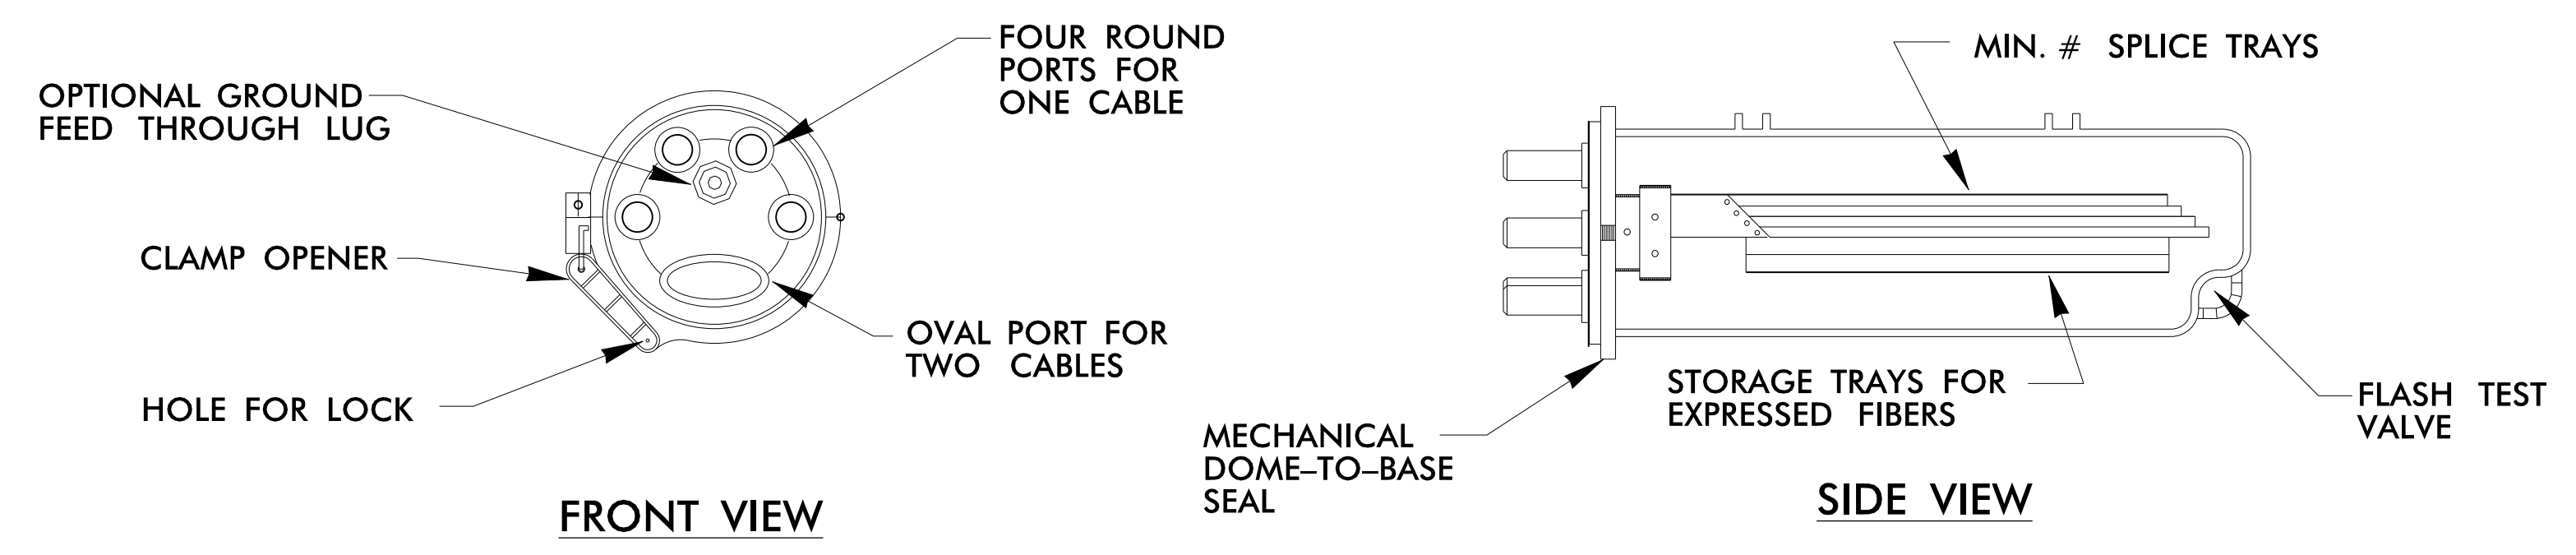 OPTIONAL GROUND
FEED THROUGH LUG
FOUR ROUND
PORTS FOR
ONE CABLE
CLAMP OPENER
OVAL PORT FOR
TWO CABLES
HOLE FOR LOCK
FRONT VIEW
MIN. # SPLICE TRAYS
STORAGE TRAYS FOR
EXPRESSED FIBERS
FLASH TEST
VALVE
MECHANICAL
DOME–TO–BASE
SEAL
SIDE VIEW